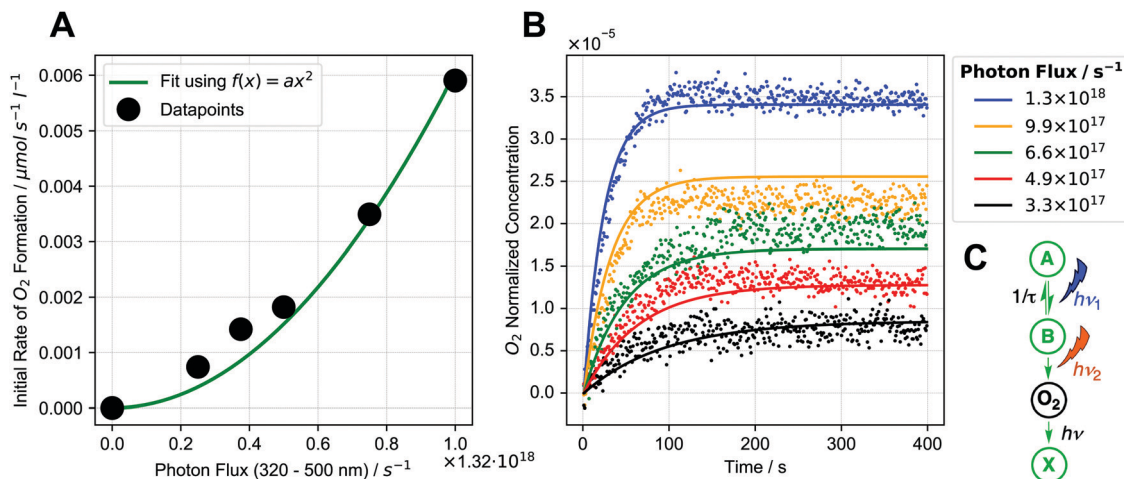 A
Initial Rate of O₂ Formation / μmol s⁻¹ l⁻¹
0.006
0.005
0.004
0.003
0.002
0.001
0.000
Fit using f(x) = ax²
Datapoints
0.0 0.2 0.4 0.6 0.8 1.0
Photon Flux (320 - 500 nm) / s⁻¹
×1.32·10¹⁸
B
×10⁻⁵
O₂ Normalized Concentration
3.5
3.0
2.5
2.0
1.5
1.0
0.5
0.0
0 100 200 300 400
Time / s
Photon Flux / s⁻¹
1.3×10¹⁸
9.9×10¹⁷
6.6×10¹⁷
4.9×10¹⁷
3.3×10¹⁷
C
A
1/τ
hν₁
B
hν₂
O₂
hν
X